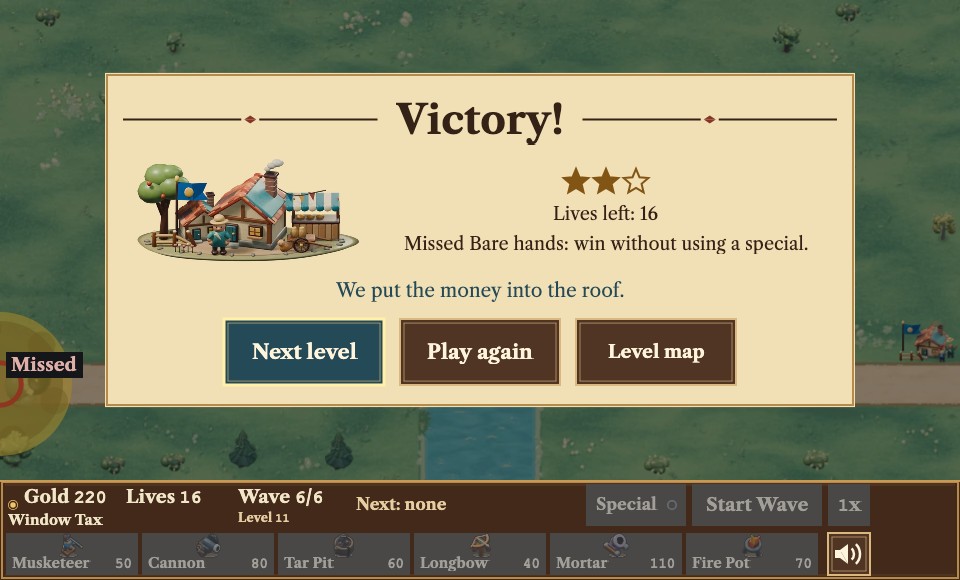 Victory!
Lives left: 16
Missed Bare hands: win without using a special.
We put the money into the roof.
Next level
Play again
Level map
Missed
Gold 220
Lives 16
Wave 6/6
Next: none
Special
Start Wave
1x
Window Tax
Level 11
Musketeer 50
Cannon 80
Tar Pit 60
Longbow 40
Mortar 110
Fire Pot 70